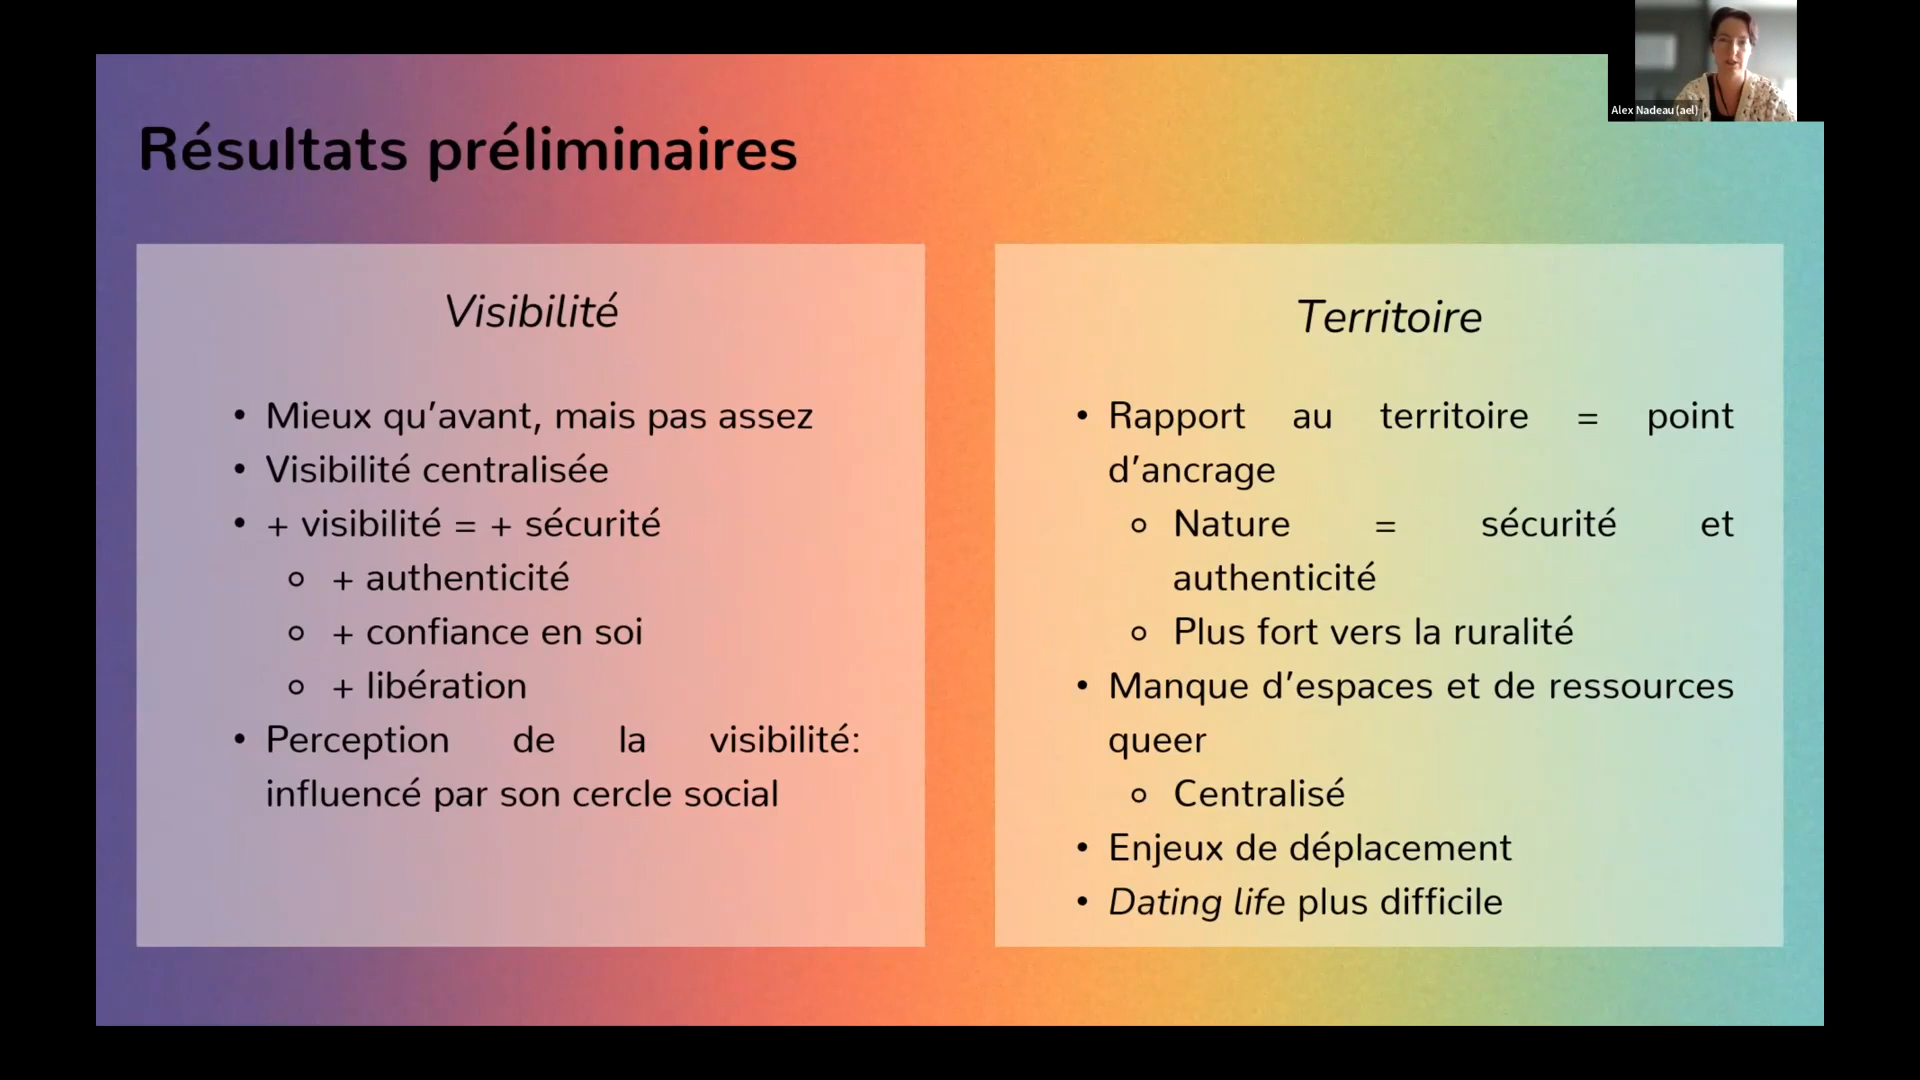 Alex Nadeau (ael)
Résultats préliminaires
Visibilité
• Mieux qu’avant, mais pas assez
• Visibilité centralisée
• + visibilité = + sécurité
◦ + authenticité
◦ + confiance en soi
◦ + libération
• Perception de la visibilité:
influencé par son cercle social
Territoire
• Rapport au territoire = point
d’ancrage
◦ Nature = sécurité et
authenticité
◦ Plus fort vers la ruralité
• Manque d’espaces et de ressources
queer
◦ Centralisé
• Enjeux de déplacement
• Dating life plus difficile